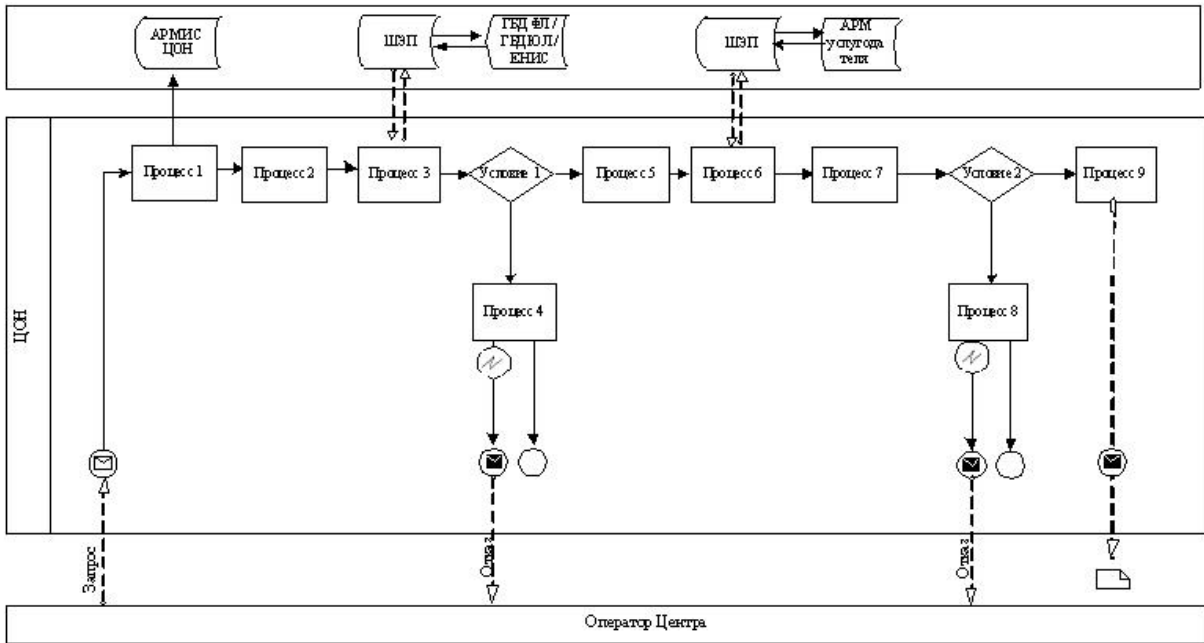 АРМИС
ЦОН
ШЭП
ГБД ФЛ /
ГБДЮЛ /
ЕНИС
ШЭП
АРМ
услугода
теля
ЦОН
Процесс 1
Процесс 2
Процесс 3
Условие 1
Процесс 5
Процесс 6
Процесс 7
Условие 2
Процесс 9
Процесс 4
Процесс 8
Запрос
Отказ
Отказ
Оператор Центра